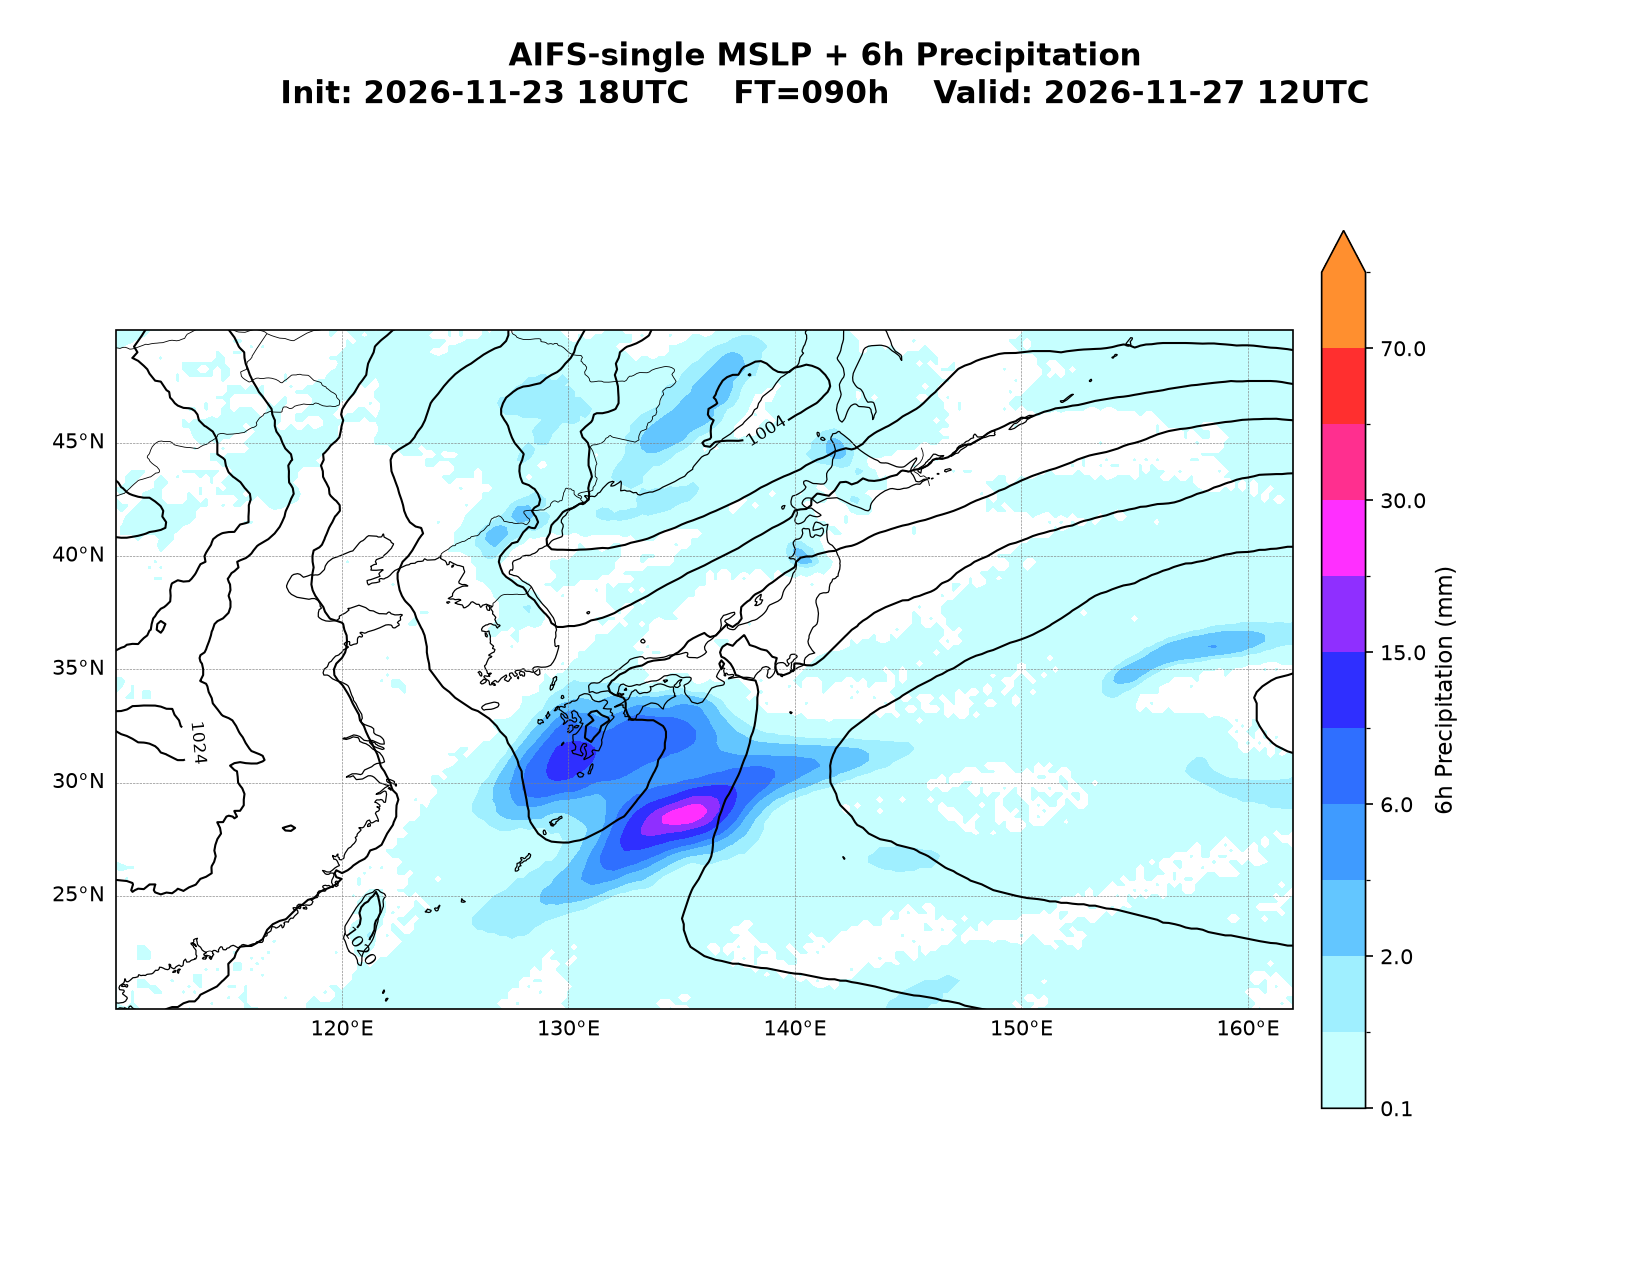 AIFS-single MSLP + 6h Precipitation
Init: 2026-11-23 18UTC    FT=090h    Valid: 2026-11-27 12UTC
70.0
30.0
15.0
6.0
2.0
0.1
6h Precipitation (mm)
45°N
40°N
35°N
30°N
25°N
120°E
130°E
140°E
150°E
160°E
1004
1024
1020